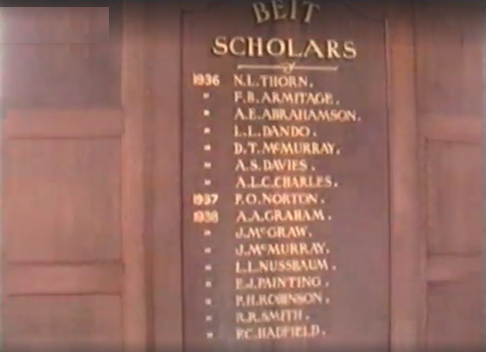 BEIT
SCHOLARS
1936 N.L.THORN.
" F.B.ARMITAGE.
" A.E.ABRAHAMSON.
" L.L.DANDO.
" D.T.McMURRAY.
" A.S.DAVIES.
" A.L.C.CHARLES.
1937 P.O.NORTON.
1938 A.A.GRAHAM.
" J.McGRAW.
" J.McMURRAY.
" L.L.NUSSBAUM.
" E.J.PAINTING.
" P.H.ROBINSON.
" R.R.SMITH.
" P.C.HADFIELD.